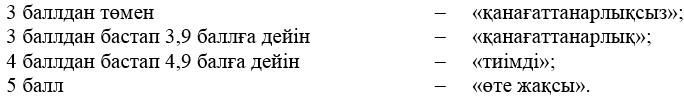 3 баллдан төмен – «қанағаттанарлықсыз»;
3 баллдан бастап 3,9 баллға дейін – «қанағаттанарлық»;
4 баллдан бастап 4,9 балға дейін – «тиімді»;
5 балл – «өте жақсы».